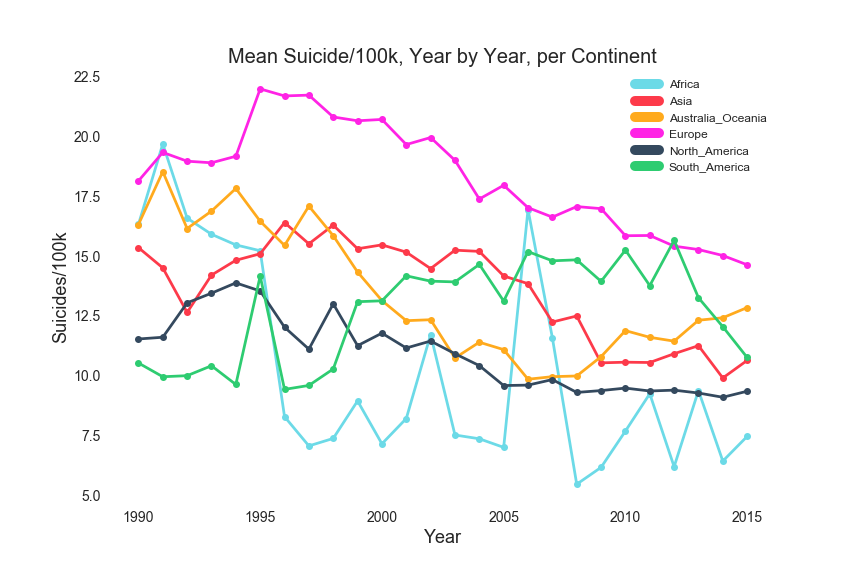 Mean Suicide/100k, Year by Year, per Continent
22.5
20.0
17.5
15.0
12.5
10.0
7.5
5.0
Suicides/100k
Africa
Asia
Australia_Oceania
Europe
North_America
South_America
1990 1995 2000 2005 2010 2015
Year